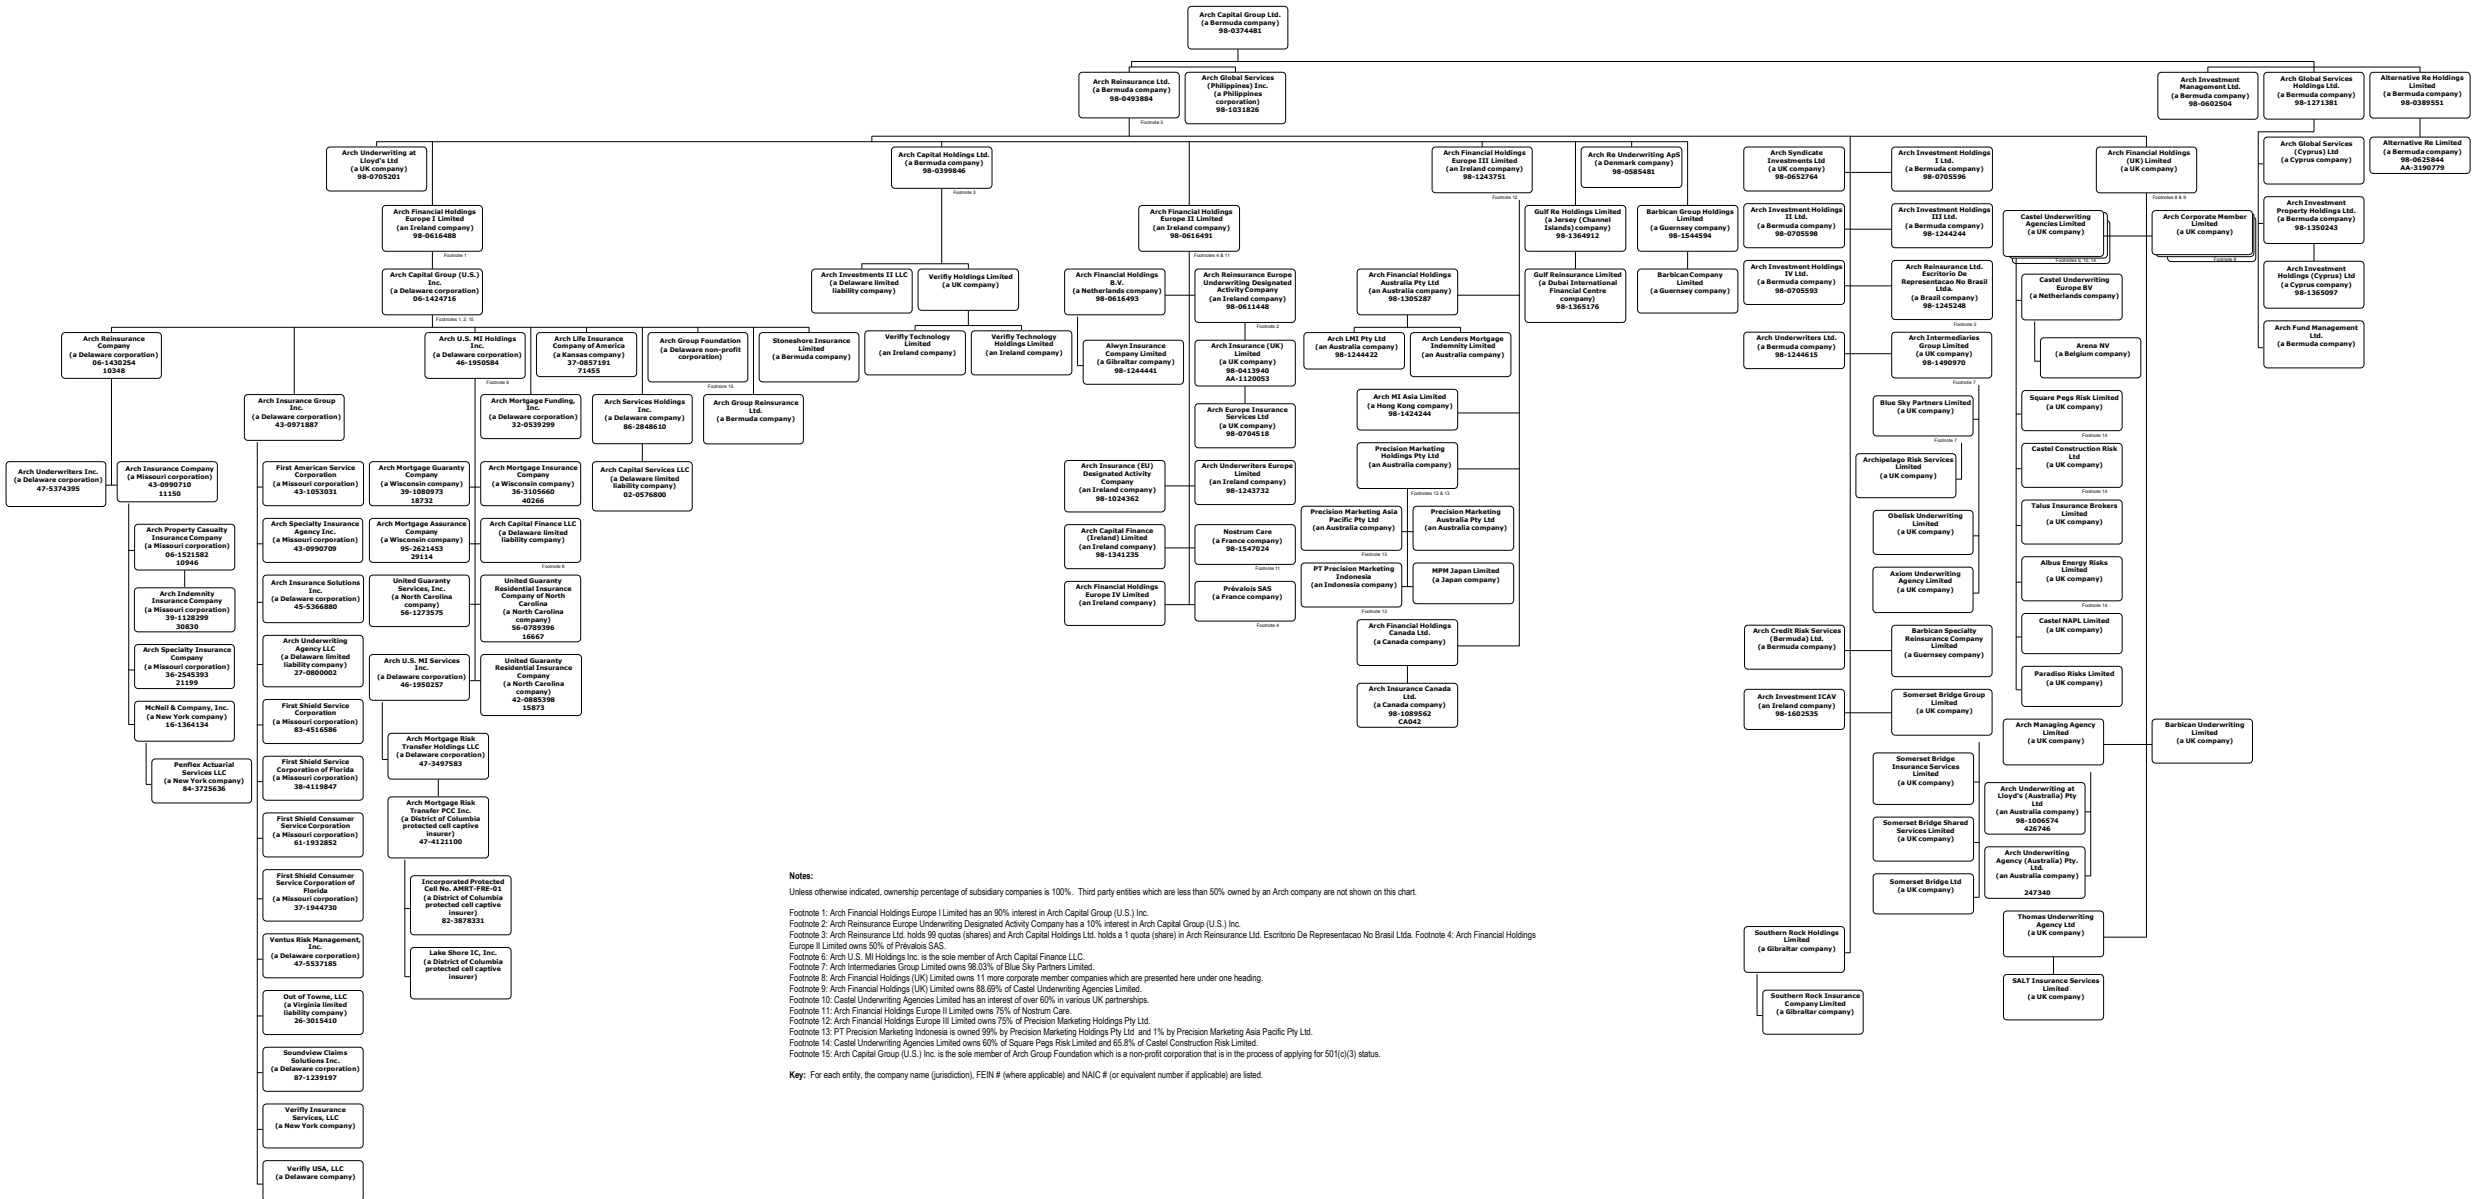 Arch Capital Group Ltd.
(a Bermuda company)
98-0374481
Arch Reinsurance Ltd.
(a Bermuda company)
98-0493884
Footnote 3
Arch Global Services
(Philippines) Inc.
(a Philippines
corporation)
98-1031826
Arch Investment
Management Ltd.
(a Bermuda company)
98-0602504
Arch Global Services
Holdings Ltd.
(a Bermuda company)
98-1271381
Alternative Re Holdings
Limited
(a Bermuda company)
98-0389551
Arch Underwriting at
Lloyd's Ltd
(a UK company)
98-0705201
Arch Capital Holdings Ltd.
(a Bermuda company)
98-0399846
Footnote 3
Arch Financial Holdings
Europe III Limited
(an Ireland company)
98-1243751
Footnote 12
Arch Re Underwriting ApS
(a Denmark company)
98-0585481
Arch Syndicate
Investments Ltd
(a UK company)
98-0652764
Arch Investment Holdings
I Ltd.
(a Bermuda company)
98-0705596
Arch Financial Holdings
(UK) Limited
(a UK company)
Footnotes 8 & 9
Arch Global Services
(Cyprus) Ltd
(a Cyprus company)
Alternative Re Limited
(a Bermuda company)
98-0625844
AA-3190779
Arch Financial Holdings
Europe I Limited
(an Ireland company)
98-0616488
Footnote 1
Arch Financial Holdings
Europe II Limited
(an Ireland company)
98-0616491
Footnotes 4 & 11
Gulf Re Holdings Limited
(a Jersey (Channel
Islands) company)
98-1364912
Barbican Group Holdings
Limited
(a Guernsey company)
98-1544594
Arch Investment Holdings
II Ltd.
(a Bermuda company)
98-0705598
Arch Investment Holdings
III Ltd.
(a Bermuda company)
98-1244244
Castel Underwriting
Agencies Limited
(a UK company)
Footnotes 9, 10, 14
Arch Corporate Member
Limited
(a UK company)
Footnote 8
Arch Investment
Property Holdings Ltd.
(a Bermuda company)
98-1350243
Arch Capital Group (U.S.)
Inc.
(a Delaware corporation)
06-1424716
Footnotes 1, 2, 15
Arch Investments II LLC
(a Delaware limited
liability company)
Verifly Holdings Limited
(a UK company)
Arch Financial Holdings
B.V.
(a Netherlands company)
98-0616493
Arch Reinsurance Europe
Underwriting Designated
Activity Company
(an Ireland company)
98-0611448
Footnote 2
Arch Financial Holdings
Australia Pty Ltd
(an Australia company)
98-1305287
Gulf Reinsurance Limited
(a Dubai International
Financial Centre
company)
98-1365176
Barbican Company
Limited
(a Guernsey company)
Arch Investment Holdings
IV Ltd.
(a Bermuda company)
98-0705593
Arch Reinsurance Ltd.
Escritorio De
Representacao No Brasil
Ltda.
(a Brazil company)
98-1245248
Footnote 3
Castel Underwriting
Europe BV
(a Netherlands company)
Arch Investment
Holdings (Cyprus) Ltd
(a Cyprus company)
98-1365097
Arch Reinsurance
Company
(a Delaware corporation)
06-1430254
10348
Arch U.S. MI Holdings
Inc.
(a Delaware corporation)
46-1950584
Footnote 6
Arch Life Insurance
Company of America
(a Kansas company)
37-0857191
71455
Arch Group Foundation
(a Delaware non-profit
corporation)
Footnote 15
Stoneshore Insurance
Limited
(a Bermuda company)
Verifly Technology
Limited
(an Ireland company)
Verifly Technology
Holdings Limited
(an Ireland company)
Alwyn Insurance
Company Limited
(a Gibraltar company)
98-1244441
Arch Insurance (UK)
Limited
(a UK company)
98-0413940
AA-1120053
Arch LMI Pty Ltd
(an Australia company)
98-1244422
Arch Lenders Mortgage
Indemnity Limited
(an Australia company)
Arch Underwriters Ltd.
(a Bermuda company)
98-1244615
Arch Intermediaries
Group Limited
(a UK company)
98-1490970
Footnote 7
Arena NV
(a Belgium company)
Arch Fund Management
Ltd.
(a Bermuda company)
Arch Insurance Group
Inc.
(a Delaware corporation)
43-0971887
Arch Mortgage Funding,
Inc.
(a Delaware corporation)
32-0539299
Arch Services Holdings
Inc.
(a Delaware company)
86-2848610
Arch Group Reinsurance
Ltd.
(a Bermuda company)
Arch Europe Insurance
Services Ltd
(a UK company)
98-0704518
Arch MI Asia Limited
(a Hong Kong company)
98-1424244
Blue Sky Partners Limited
(a UK company)
Footnote 7
Square Pegs Risk Limited
(a UK company)
Footnote 14
Arch Underwriters Inc.
(a Delaware corporation)
47-5374395
Arch Insurance Company
(a Missouri corporation)
43-0990710
11150
First American Service
Corporation
(a Missouri corporation)
43-1053031
Arch Mortgage Guaranty
Company
(a Wisconsin company)
39-1080973
18732
Arch Mortgage Insurance
Company
(a Wisconsin company)
36-3105660
40266
Arch Capital Services LLC
(a Delaware limited
liability company)
02-0576800
Arch Insurance (EU)
Designated Activity
Company
(an Ireland company)
98-1024362
Arch Underwriters Europe
Limited
(an Ireland company)
98-1243732
Precision Marketing
Holdings Pty Ltd
(an Australia company)
Footnotes 12 & 13
Archipelago Risk Services
Limited
(a UK company)
Castel Construction Risk
Ltd
(a UK company)
Footnote 14
Arch Property Casualty
Insurance Company
(a Missouri corporation)
06-1521582
10946
Arch Specialty Insurance
Agency Inc.
(a Missouri corporation)
43-0990709
Arch Mortgage Assurance
Company
(a Wisconsin company)
95-2621453
29114
Arch Capital Finance LLC
(a Delaware limited
liability company)
Footnote 6
Arch Capital Finance
(Ireland) Limited
(an Ireland company)
98-1341235
Nostrum Care
(a France company)
98-1547024
Footnote 11
Precision Marketing Asia
Pacific Pty Ltd
(an Australia company)
Footnote 13
Precision Marketing
Australia Pty Ltd
(an Australia company)
Obelisk Underwriting
Limited
(a UK company)
Talus Insurance Brokers
Limited
(a UK company)
Arch Indemnity
Insurance Company
(a Missouri corporation)
39-1128299
30830
Arch Insurance Solutions
Inc.
(a Delaware corporation)
45-5366880
United Guaranty
Services, Inc.
(a North Carolina
company)
56-1273575
United Guaranty
Residential Insurance
Company of North
Carolina
(a North Carolina
company)
56-0789396
16667
Arch Financial Holdings
Europe IV Limited
(an Ireland company)
Prévalois SAS
(a France company)
Footnote 4
PT Precision Marketing
Indonesia
(an Indonesia company)
Footnote 13
MPM Japan Limited
(a Japan company)
Axiom Underwriting
Agency Limited
(a UK company)
Albus Energy Risks
Limited
(a UK company)
Footnote 14
Arch Specialty Insurance
Company
(a Missouri corporation)
36-2545393
21199
Arch Underwriting
Agency LLC
(a Delaware limited
liability company)
27-0800002
Arch U.S. MI Services
Inc.
(a Delaware corporation)
46-1950257
United Guaranty
Residential Insurance
Company
(a North Carolina
company)
42-0885398
15873
Arch Financial Holdings
Canada Ltd.
(a Canada company)
Arch Credit Risk Services
(Bermuda) Ltd.
(a Bermuda company)
Barbican Specialty
Reinsurance Company
Limited
(a Guernsey company)
Castel NAPL Limited
(a UK company)
McNeil & Company, Inc.
(a New York company)
16-1364134
First Shield Service
Corporation
(a Missouri corporation)
83-4516586
Arch Insurance Canada
Ltd.
(a Canada company)
98-1089562
CA042
Arch Investment ICAV
(an Ireland company)
98-1602535
Somerset Bridge Group
Limited
(a UK company)
Paradiso Risks Limited
(a UK company)
Arch Managing Agency
Limited
(a UK company)
Barbican Underwriting
Limited
(a UK company)
Penflex Actuarial
Services LLC
(a New York company)
84-3725636
First Shield Service
Corporation of Florida
(a Missouri corporation)
38-4119847
Arch Mortgage Risk
Transfer Holdings LLC
(a Delaware corporation)
47-3497583
Somerset Bridge
Insurance Services
Limited
(a UK company)
Arch Underwriting at
Lloyd's (Australia) Pty
Ltd
(an Australia company)
98-1006574
426746
First Shield Consumer
Service Corporation
(a Missouri corporation)
61-1932852
Arch Mortgage Risk
Transfer PCC Inc.
(a District of Columbia
protected cell captive
insurer)
47-4121100
Somerset Bridge Shared
Services Limited
(a UK company)
Arch Underwriting
Agency (Australia) Pty.
Ltd.
(an Australia company)
247340
First Shield Consumer
Service Corporation of
Florida
(a Missouri corporation)
37-1944730
Incorporated Protected
Cell No. AMRT-FRE-01
(a District of Columbia
protected cell captive
insurer)
82-3878331
Somerset Bridge Ltd
(a UK company)
Ventus Risk Management,
Inc.
(a Delaware corporation)
47-5537185
Lake Shore IC, Inc.
(a District of Columbia
protected cell captive
insurer)
Southern Rock Holdings
Limited
(a Gibraltar company)
Thomas Underwriting
Agency Ltd
(a UK company)
Out of Towne, LLC
(a Virginia limited
liability company)
26-3015410
Southern Rock Insurance
Company Limited
(a Gibraltar company)
SALT Insurance Services
Limited
(a UK company)
Soundview Claims
Solutions Inc.
(a Delaware corporation)
87-1239197
Verifly Insurance
Services, LLC
(a New York company)
Verifly USA, LLC
(a Delaware company)
Notes:
Unless otherwise indicated, ownership percentage of subsidiary companies is 100%. Third party entities which are less than 50% owned by an Arch company are not shown on this chart.
Footnote 1: Arch Financial Holdings Europe I Limited has an 90% interest in Arch Capital Group (U.S.) Inc.
Footnote 2: Arch Reinsurance Europe Underwriting Designated Activity Company has a 10% interest in Arch Capital Group (U.S.) Inc.
Footnote 3: Arch Reinsurance Ltd. holds 99 quotas (shares) and Arch Capital Holdings Ltd. holds a 1 quota (share) in Arch Reinsurance Ltd. Escritorio De Representacao No Brasil Ltda. Footnote 4: Arch Financial Holdings
Europe II Limited owns 50% of Prévalois SAS.
Footnote 6: Arch U.S. MI Holdings Inc. is the sole member of Arch Capital Finance LLC.
Footnote 7: Arch Intermediaries Group Limited owns 98.03% of Blue Sky Partners Limited.
Footnote 8: Arch Financial Holdings (UK) Limited owns 11 more corporate member companies which are presented here under one heading.
Footnote 9: Arch Financial Holdings (UK) Limited owns 88.69% of Castel Underwriting Agencies Limited.
Footnote 10: Castel Underwriting Agencies Limited has an interest of over 60% in various UK partnerships.
Footnote 11: Arch Financial Holdings Europe II Limited owns 75% of Nostrum Care.
Footnote 12: Arch Financial Holdings Europe III Limited owns 75% of Precision Marketing Holdings Pty Ltd.
Footnote 13: PT Precision Marketing Indonesia is owned 99% by Precision Marketing Holdings Pty Ltd and 1% by Precision Marketing Asia Pacific Pty Ltd.
Footnote 14: Castel Underwriting Agencies Limited owns 60% of Square Pegs Risk Limited and 65.8% of Castel Construction Risk Limited.
Footnote 15: Arch Capital Group (U.S.) Inc. is the sole member of Arch Group Foundation which is a non-profit corporation that is in the process of applying for 501(c)(3) status.
Key: For each entity, the company name (jurisdiction), FEIN # (where applicable) and NAIC # (or equivalent number if applicable) are listed.